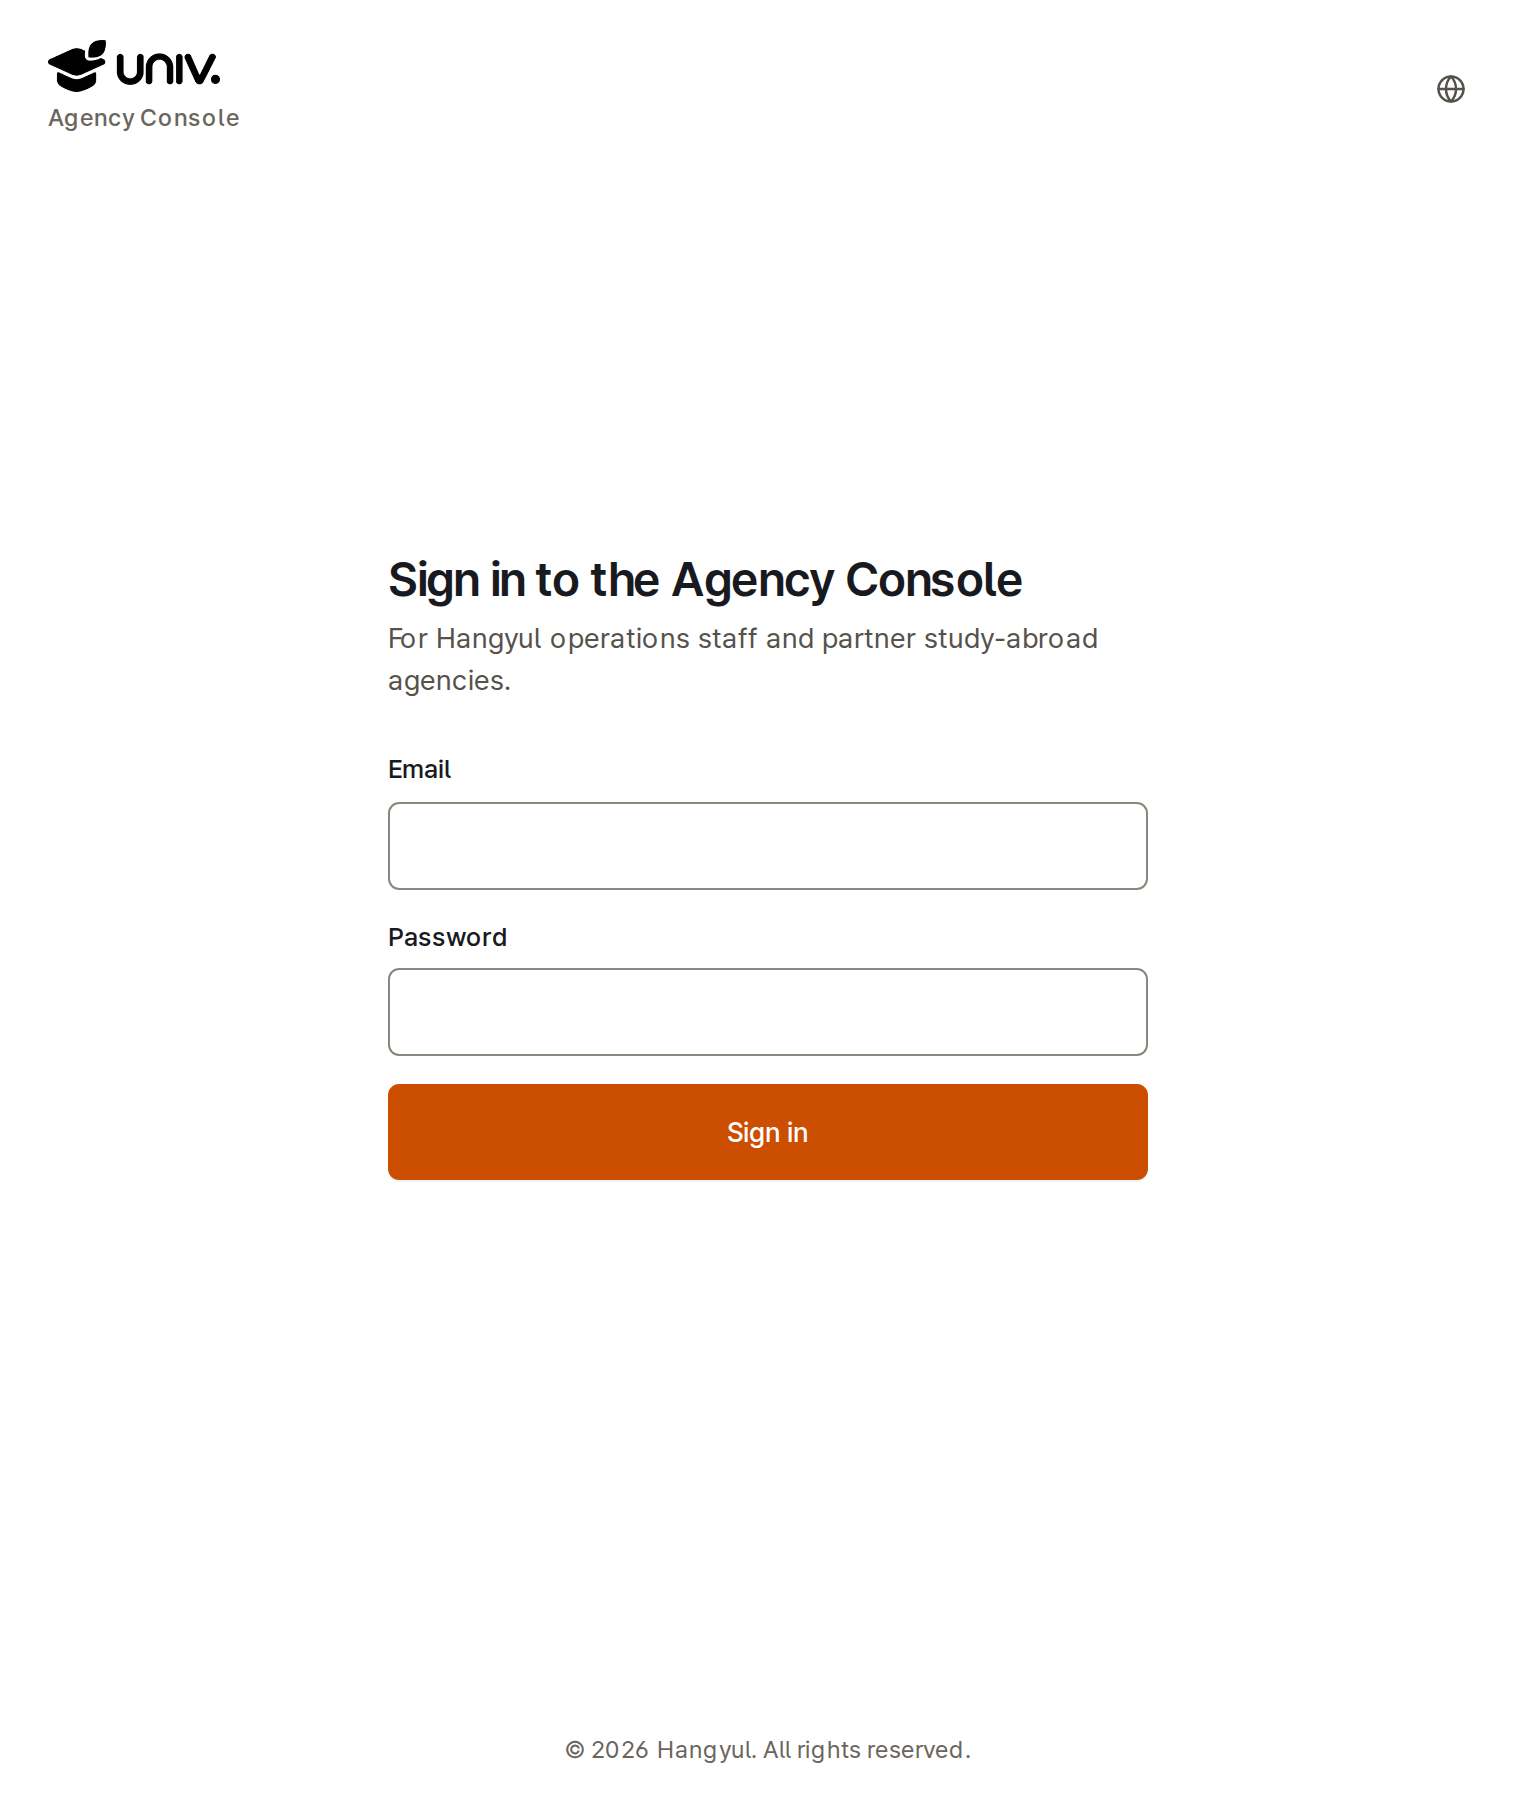 UNIV.
Agency Console
Sign in to the Agency Console
For Hangyul operations staff and partner study-abroad
agencies.
Email
Password
Sign in
© 2026 Hangyul. All rights reserved.